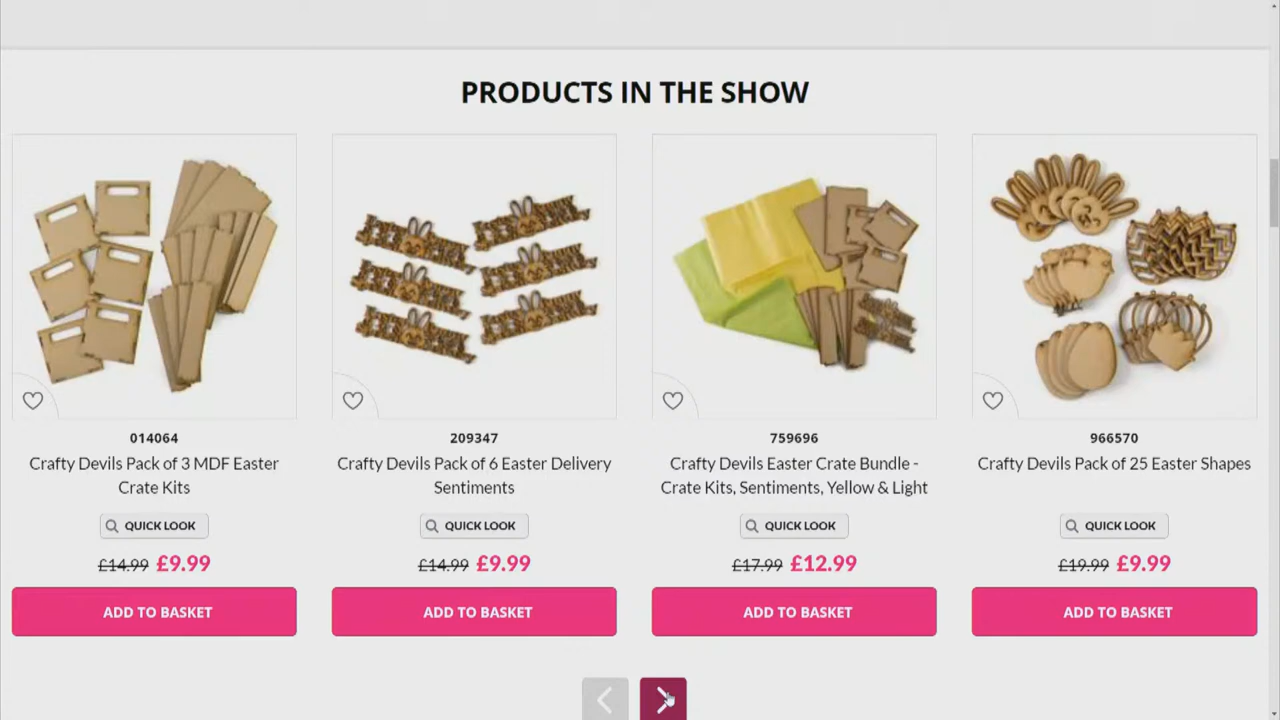 PRODUCTS IN THE SHOW
014064
Crafty Devils Pack of 3 MDF Easter
Crate Kits
QUICK LOOK
£14.99 £9.99
ADD TO BASKET
209347
Crafty Devils Pack of 6 Easter Delivery
Sentiments
QUICK LOOK
£14.99 £9.99
ADD TO BASKET
759696
Crafty Devils Easter Crate Bundle -
Crate Kits, Sentiments, Yellow & Light
QUICK LOOK
£17.99 £12.99
ADD TO BASKET
966570
Crafty Devils Pack of 25 Easter Shapes
QUICK LOOK
£19.99 £9.99
ADD TO BASKET